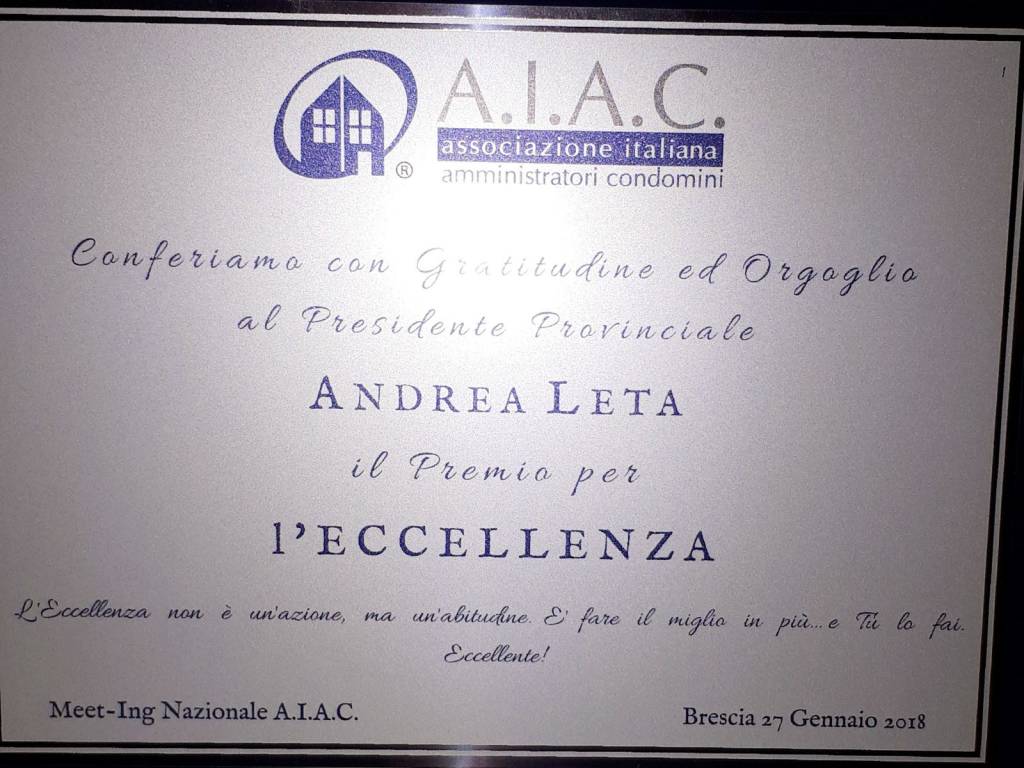 A.I.A.C.
associazione italiana
amministratori condomini
®
Conferiamo con Gratitudine ed Orgoglio
al Presidente Provinciale
ANDREA LETA
il Premio per
l'ECCELLENZA
L'Eccellenza non è un'azione, ma un'abitudine. E' fare il miglio in più... e Tú lo fai.
Eccellente!
Meet-Ing Nazionale A.I.A.C.
Brescia 27 Gennaio 2018